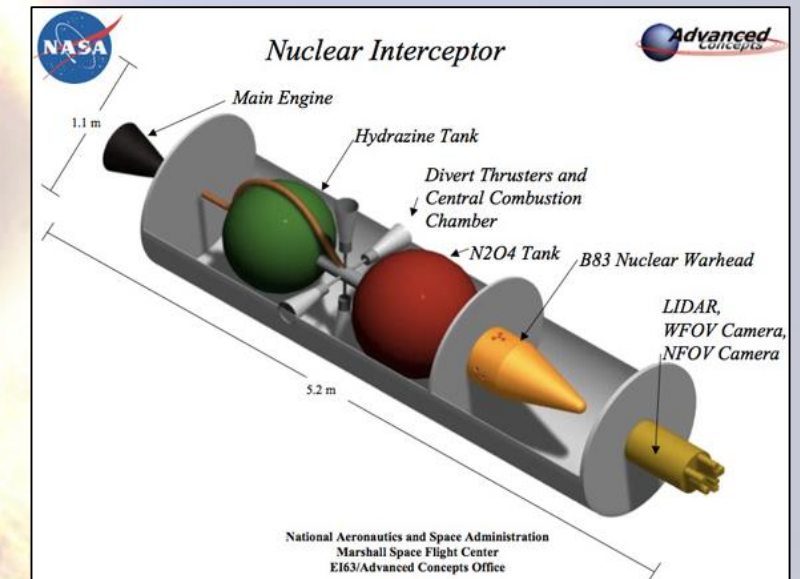 NASA
Nuclear Interceptor
Advanced
Concepts
1.1 m
Main Engine
Hydrazine Tank
Divert Thrusters and
Central Combustion
Chamber
N2O4 Tank
B83 Nuclear Warhead
LIDAR,
WFOV Camera,
NFOV Camera
5.2 m
National Aeronautics and Space Administration
Marshall Space Flight Center
EI63/Advanced Concepts Office